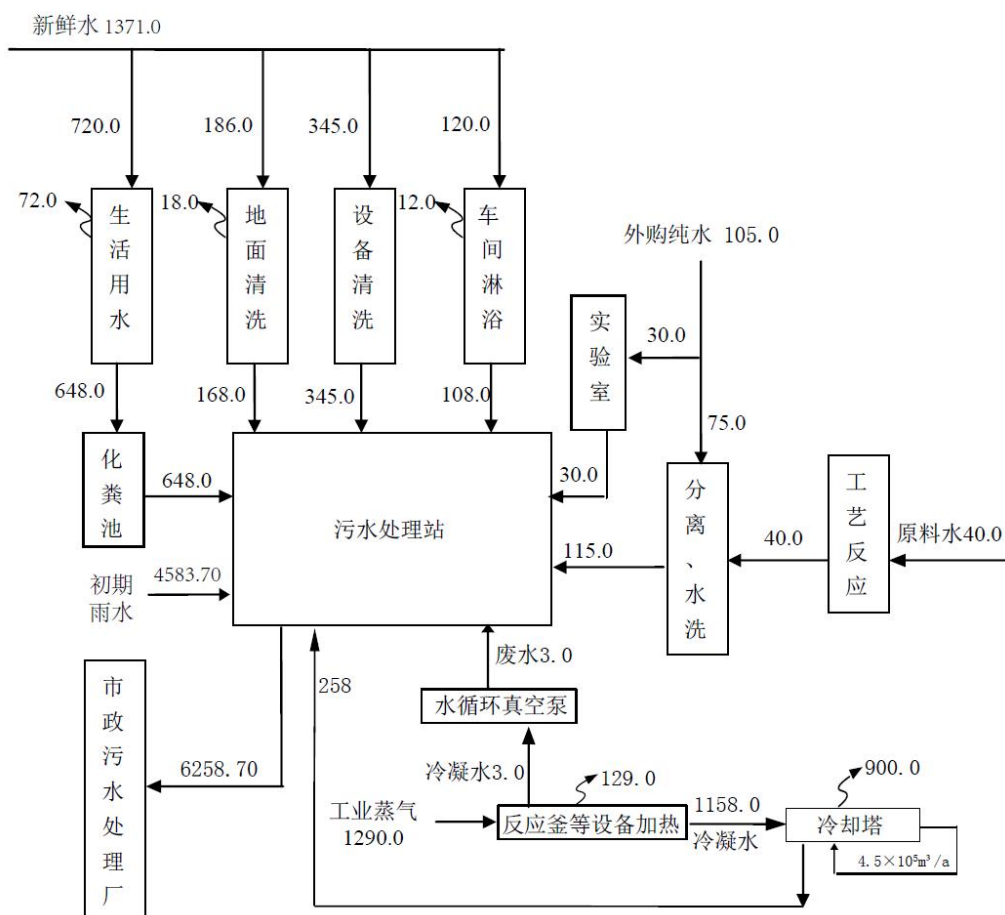 新鲜水 1371.0
720.0
186.0
345.0
120.0
72.0
生活用水
18.0
地面清洗
设备清洗
12.0
车间淋浴
外购纯水 105.0
实验室
30.0
648.0
168.0
345.0
108.0
75.0
化粪池
648.0
污水处理站
30.0
分离、水洗
40.0
工艺反应
原料水40.0
115.0
初期
雨水
4583.70
废水3.0
258
水循环真空泵
市政污水处理厂
6258.70
冷凝水3.0
129.0
900.0
工业蒸气
1290.0
反应釜等设备加热
1158.0
冷凝水
冷却塔
4.5×10⁵m³/a